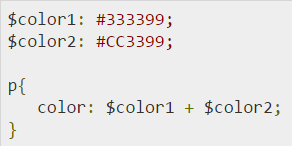 $color1: #333399;
$color2: #CC3399;
p{
color: $color1 + $color2;
}